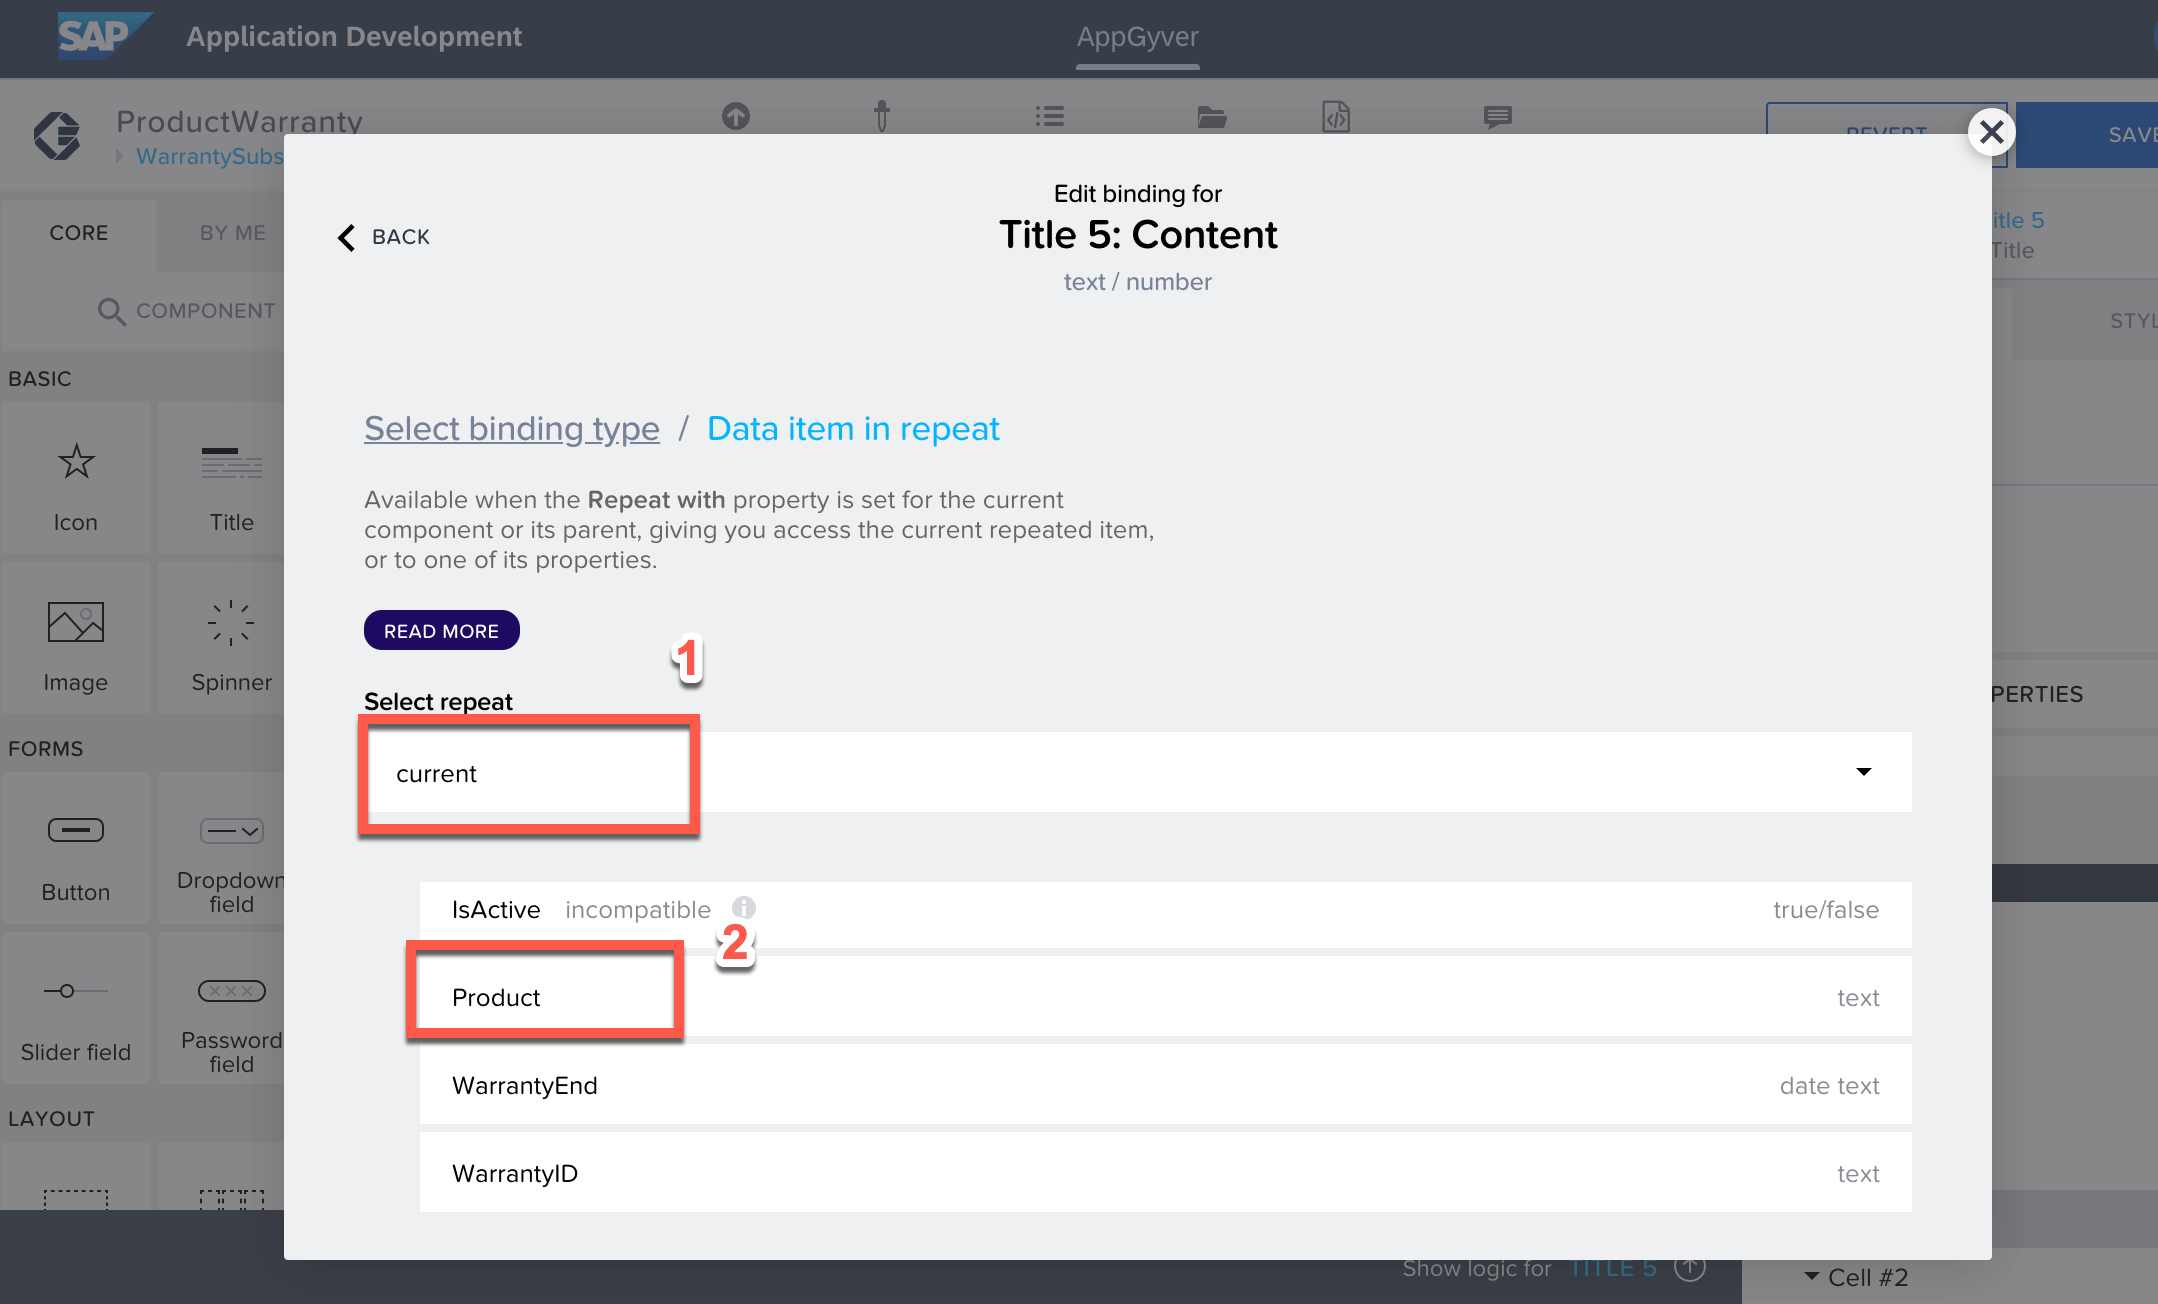 SAP Application Development
AppGyver
ProductWarranty
WarrantySubs
REVERT
SAVE
CORE
BY ME
COMPONENT
BASIC
Icon
Title
Image
Spinner
FORMS
Button
Dropdown
field
Slider field
Password
field
LAYOUT
BACK
Edit binding for
Title 5: Content
text / number
Select binding type / Data item in repeat
Available when the Repeat with property is set for the current
component or its parent, giving you access the current repeated item,
or to one of its properties.
READ MORE
1
Select repeat
current
IsActive incompatible true/false
2
Product text
WarrantyEnd date text
WarrantyID text
itle 5
Title
STYL
PERTIES
Show logic for TITLE 5
Cell #2